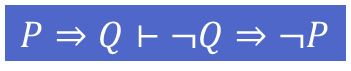 P ⇒ Q ⊢ ¬Q ⇒ ¬P